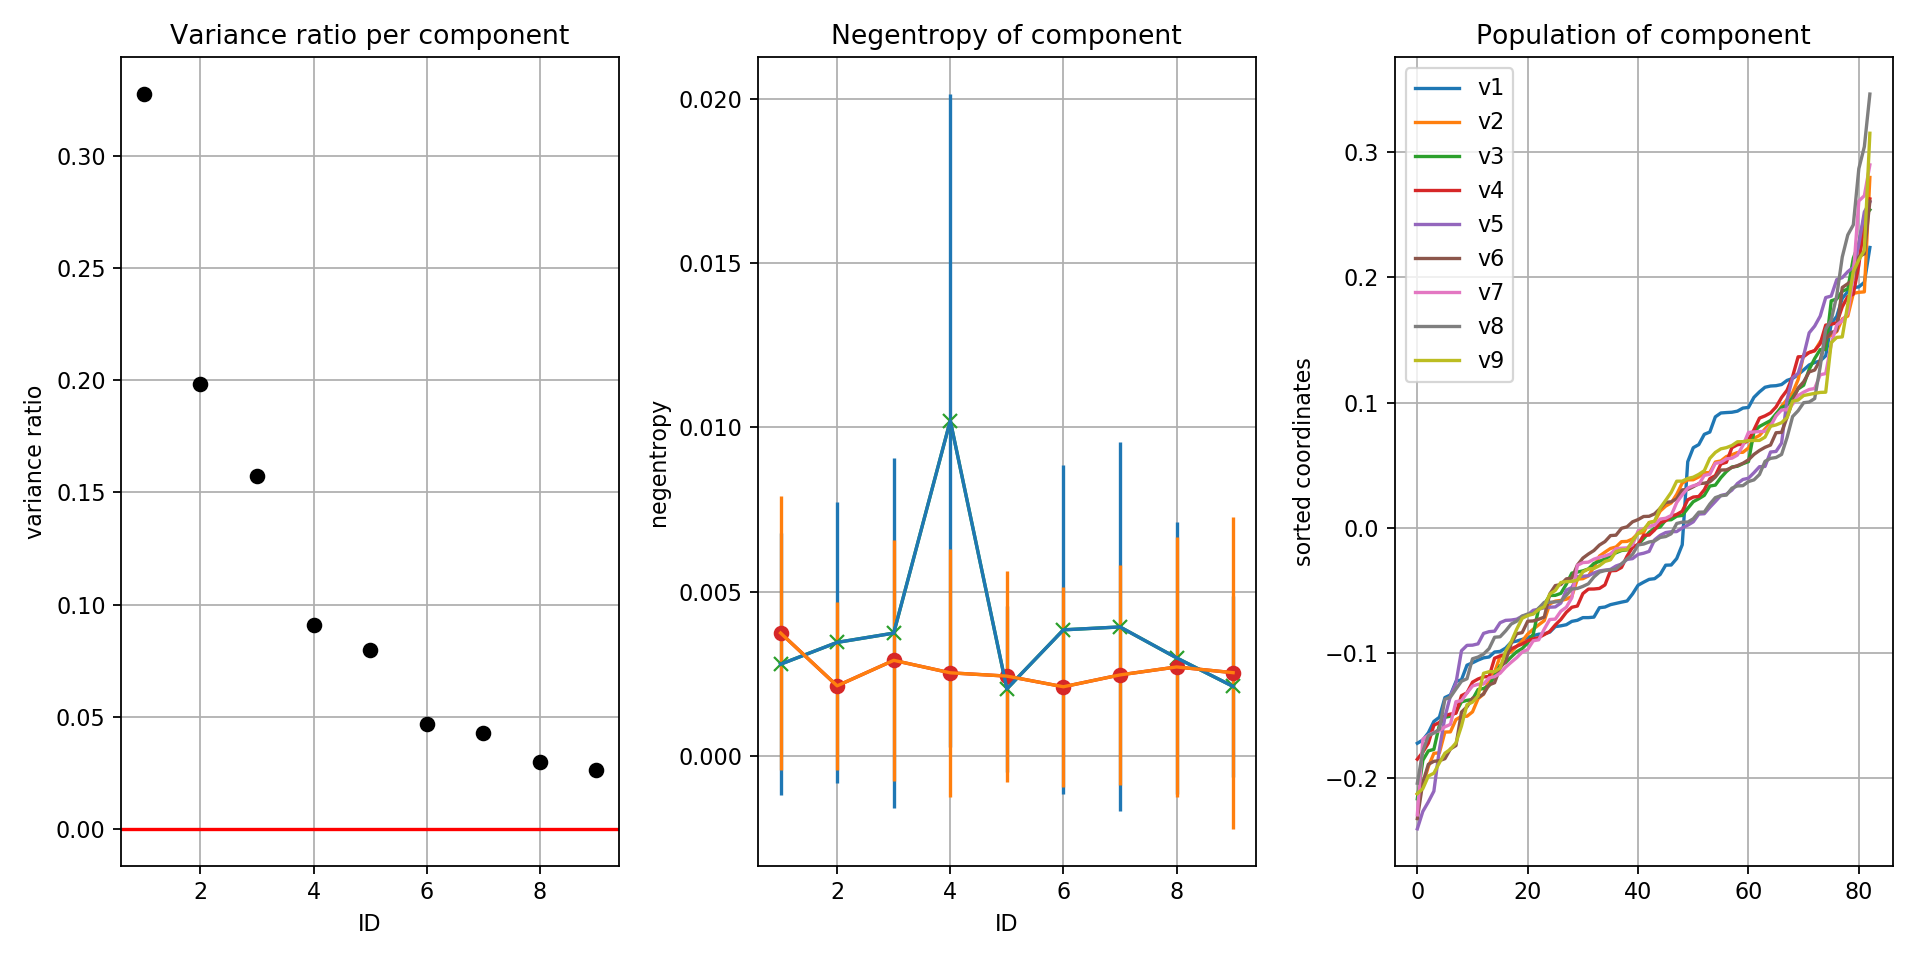 Variance ratio per component
variance ratio
0.30
0.25
0.20
0.15
0.10
0.05
0.00
2
4
6
8
ID
Negentropy of component
negentropy
0.020
0.015
0.010
0.005
0.000
2
4
6
8
ID
Population of component
sorted coordinates
0.3
0.2
0.1
0.0
−0.1
−0.2
0
20
40
60
80
v1
v2
v3
v4
v5
v6
v7
v8
v9